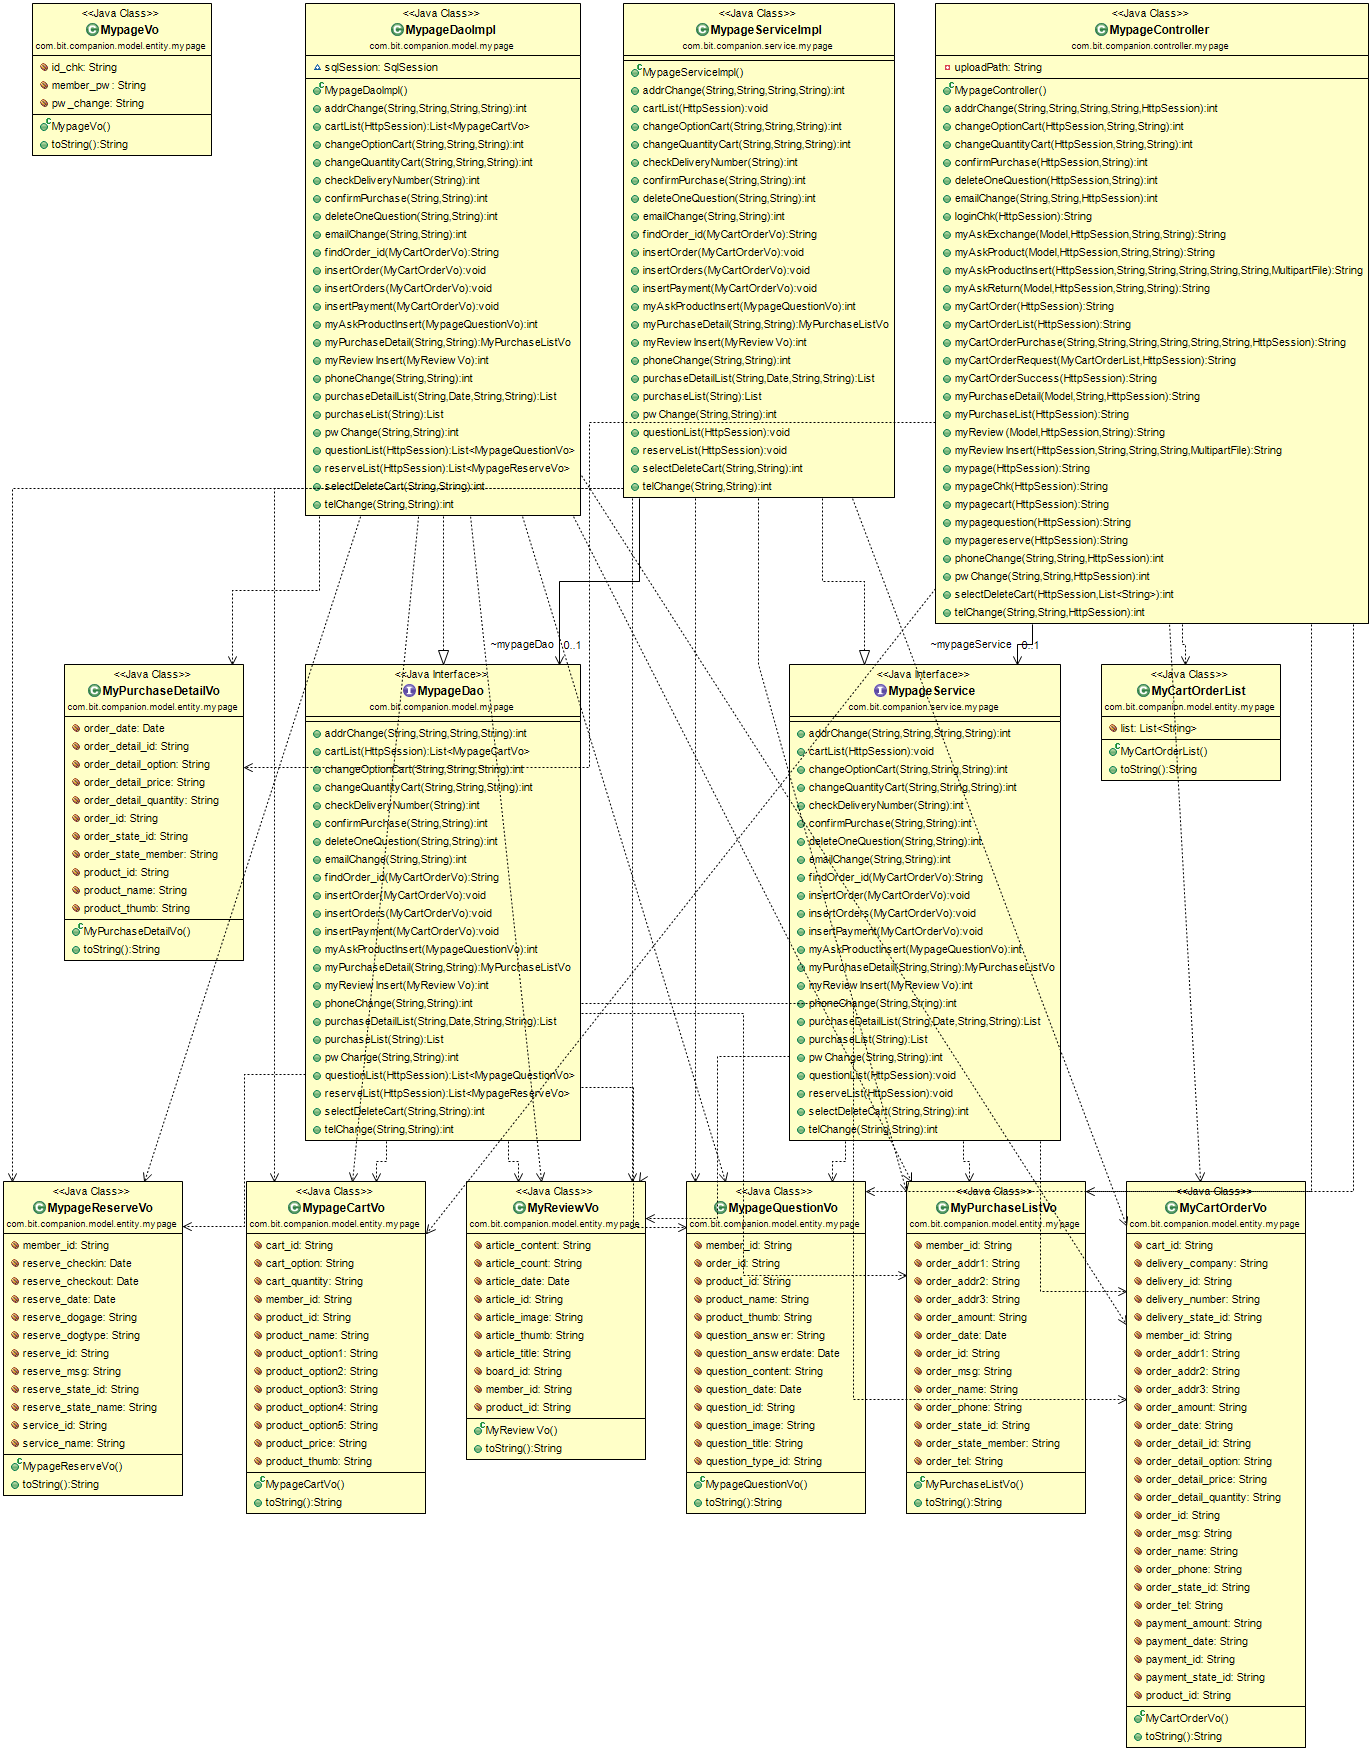 <<Java Class>>
MypageVo
com.bit.companion.model.entity.mypage
id_chk: String
member_pw: String
pw_change: String
MypageVo()
toString():String
<<Java Class>>
MypageDaoImpl
com.bit.companion.model.mypage
sqlSession: SqlSession
MypageDaoImpl()
addrChange(String,String,String,String):int
cartList(HttpSession):List<MypageCartVo>
changeOptionCart(String,String,String):int
changeQuantityCart(String,String,String):int
checkDeliveryNumber(String):int
confirmPurchase(String,String):int
deleteOneQuestion(String,String):int
emailChange(String,String):int
findOrder_id(MyCartOrderVo):String
insertOrder(MyCartOrderVo):void
insertOrders(MyCartOrderVo):void
insertPayment(MyCartOrderVo):void
myAskProductInsert(MypageQuestionVo):int
myPurchaseDetail(String,String):MyPurchaseListVo
myReviewInsert(MyReviewVo):int
phoneChange(String,String):int
purchaseDetailList(String,Date,String,String):List
purchaseList(String):List
pwChange(String,String):int
questionList(HttpSession):List<MypageQuestionVo>
reserveList(HttpSession):List<MypageReserveVo>
selectDeleteCart(String,String):int
telChange(String,String):int
<<Java Class>>
MypageServiceImpl
com.bit.companion.service.mypage
MypageServiceImpl()
addrChange(String,String,String,String):int
cartList(HttpSession):void
changeOptionCart(String,String,String):int
changeQuantityCart(String,String,String):int
checkDeliveryNumber(String):int
confirmPurchase(String,String):int
deleteOneQuestion(String,String):int
emailChange(String,String):int
findOrder_id(MyCartOrderVo):String
insertOrder(MyCartOrderVo):void
insertOrders(MyCartOrderVo):void
insertPayment(MyCartOrderVo):void
myAskProductInsert(MypageQuestionVo):int
myPurchaseDetail(String,String):MyPurchaseListVo
myReviewInsert(MyReviewVo):int
phoneChange(String,String):int
purchaseDetailList(String,Date,String,String):List
purchaseList(String):List
pwChange(String,String):int
questionList(HttpSession):void
reserveList(HttpSession):void
selectDeleteCart(String,String):int
telChange(String,String):int
<<Java Class>>
MypageController
com.bit.companion.controller.mypage
uploadPath: String
MypageController()
addrChange(String,String,String,String,HttpSession):int
changeOptionCart(HttpSession,String,String):int
changeQuantityCart(HttpSession,String,String):int
confirmPurchase(HttpSession,String):int
deleteOneQuestion(HttpSession,String):int
emailChange(String,String,HttpSession):int
loginChk(HttpSession):String
myAskExchange(Model,HttpSession,String,String):String
myAskProduct(Model,HttpSession,String,String):String
myAskProductInsert(HttpSession,String,String,String,String,String,MultipartFile):String
myAskReturn(Model,HttpSession,String,String):String
myCartOrder(HttpSession):String
myCartOrderList(HttpSession):String
myCartOrderPurchase(String,String,String,String,String,String,HttpSession):String
myCartOrderRequest(MyCartOrderList,HttpSession):String
myCartOrderSuccess(HttpSession):String
myPurchaseDetail(Model,String,HttpSession):String
myPurchaseList(HttpSession):String
myReview(Model,HttpSession,String):String
myReviewInsert(HttpSession,String,String,String,MultipartFile):String
mypage(HttpSession):String
mypageChk(HttpSession):String
mypagecart(HttpSession):String
mypagequestion(HttpSession):String
mypagereserve(HttpSession):String
phoneChange(String,String,HttpSession):int
pwChange(String,String,HttpSession):int
selectDeleteCart(HttpSession,List<String>):int
telChange(String,String,HttpSession):int
~mypageDao
0..1
~mypageService
0..1
<<Java Class>>
MyPurchaseDetailVo
com.bit.companion.model.entity.mypage
order_date: Date
order_detail_id: String
order_detail_option: String
order_detail_price: String
order_detail_quantity: String
order_id: String
order_state_id: String
order_state_member: String
product_id: String
product_name: String
product_thumb: String
MyPurchaseDetailVo()
toString():String
<<Java Interface>>
MypageDao
com.bit.companion.model.mypage
addrChange(String,String,String,String):int
cartList(HttpSession):List<MypageCartVo>
changeOptionCart(String,String,String):int
changeQuantityCart(String,String,String):int
checkDeliveryNumber(String):int
confirmPurchase(String,String):int
deleteOneQuestion(String,String):int
emailChange(String,String):int
findOrder_id(MyCartOrderVo):String
insertOrder(MyCartOrderVo):void
insertOrders(MyCartOrderVo):void
insertPayment(MyCartOrderVo):void
myAskProductInsert(MypageQuestionVo):int
myPurchaseDetail(String,String):MyPurchaseListVo
myReviewInsert(MyReviewVo):int
phoneChange(String,String):int
purchaseDetailList(String,Date,String,String):List
purchaseList(String):List
pwChange(String,String):int
questionList(HttpSession):List<MypageQuestionVo>
reserveList(HttpSession):List<MypageReserveVo>
selectDeleteCart(String,String):int
telChange(String,String):int
<<Java Interface>>
MypageService
com.bit.companion.service.mypage
addrChange(String,String,String,String):int
cartList(HttpSession):void
changeOptionCart(String,String,String):int
changeQuantityCart(String,String,String):int
checkDeliveryNumber(String):int
confirmPurchase(String,String):int
deleteOneQuestion(String,String):int
emailChange(String,String):int
findOrder_id(MyCartOrderVo):String
insertOrder(MyCartOrderVo):void
insertOrders(MyCartOrderVo):void
insertPayment(MyCartOrderVo):void
myAskProductInsert(MypageQuestionVo):int
myPurchaseDetail(String,String):MyPurchaseListVo
myReviewInsert(MyReviewVo):int
phoneChange(String,String):int
purchaseDetailList(String,Date,String,String):List
purchaseList(String):List
pwChange(String,String):int
questionList(HttpSession):void
reserveList(HttpSession):void
selectDeleteCart(String,String):int
telChange(String,String):int
<<Java Class>>
MyCartOrderList
com.bit.companion.model.entity.mypage
list: List<String>
MyCartOrderList()
toString():String
<<Java Class>>
MypageReserveVo
com.bit.companion.model.entity.mypage
member_id: String
reserve_checkin: Date
reserve_checkout: Date
reserve_date: Date
reserve_dogage: String
reserve_dogtype: String
reserve_id: String
reserve_msg: String
reserve_state_id: String
reserve_state_name: String
service_id: String
service_name: String
MypageReserveVo()
toString():String
<<Java Class>>
MypageCartVo
com.bit.companion.model.entity.mypage
cart_id: String
cart_option: String
cart_quantity: String
member_id: String
product_id: String
product_name: String
product_option1: String
product_option2: String
product_option3: String
product_option4: String
product_option5: String
product_price: String
product_thumb: String
MypageCartVo()
toString():String
<<Java Class>>
MyReviewVo
com.bit.companion.model.entity.mypage
article_content: String
article_count: String
article_date: Date
article_id: String
article_image: String
article_thumb: String
article_title: String
board_id: String
member_id: String
product_id: String
MyReviewVo()
toString():String
<<Java Class>>
MypageQuestionVo
com.bit.companion.model.entity.mypage
member_id: String
order_id: String
product_id: String
product_name: String
product_thumb: String
question_answer: String
question_answerdate: Date
question_content: String
question_date: Date
question_id: String
question_image: String
question_title: String
question_type_id: String
MypageQuestionVo()
toString():String
<<Java Class>>
MyPurchaseListVo
com.bit.companion.model.entity.mypage
member_id: String
order_addr1: String
order_addr2: String
order_addr3: String
order_amount: String
order_date: Date
order_id: String
order_msg: String
order_name: String
order_phone: String
order_state_id: String
order_state_member: String
order_tel: String
MyPurchaseListVo()
toString():String
<<Java Class>>
MyCartOrderVo
com.bit.companion.model.entity.mypage
cart_id: String
delivery_company: String
delivery_id: String
delivery_number: String
delivery_state_id: String
member_id: String
order_addr1: String
order_addr2: String
order_addr3: String
order_amount: String
order_date: String
order_detail_id: String
order_detail_option: String
order_detail_price: String
order_detail_quantity: String
order_id: String
order_msg: String
order_name: String
order_phone: String
order_state_id: String
order_tel: String
payment_amount: String
payment_date: String
payment_id: String
payment_state_id: String
product_id: String
MyCartOrderVo()
toString():String